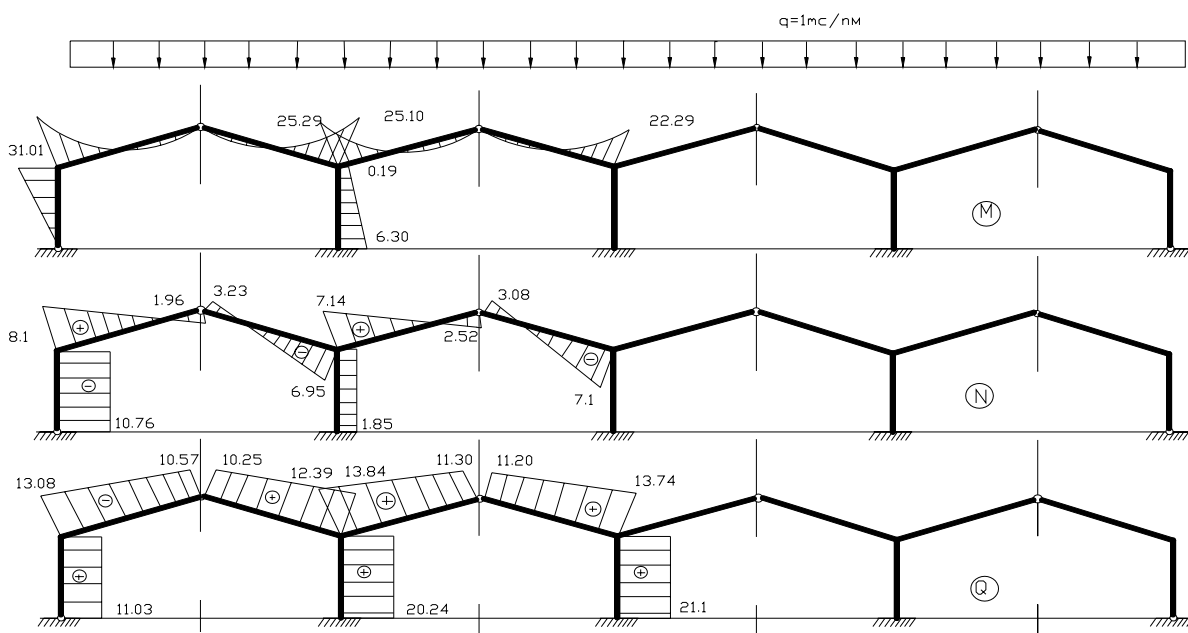 q=1mc/пм
25.29 25.10 22.29
31.01
0.19
M
6.30
1.96 3.23 7.14 3.08
+ +
8.1 2.52
- -
- 6.95 7.1 N
10.76 1.85
10.57 10.25 12.39 13.84 11.30 11.20 13.74
13.08
- + + +
+ + +
Q
11.03 20.24 21.1